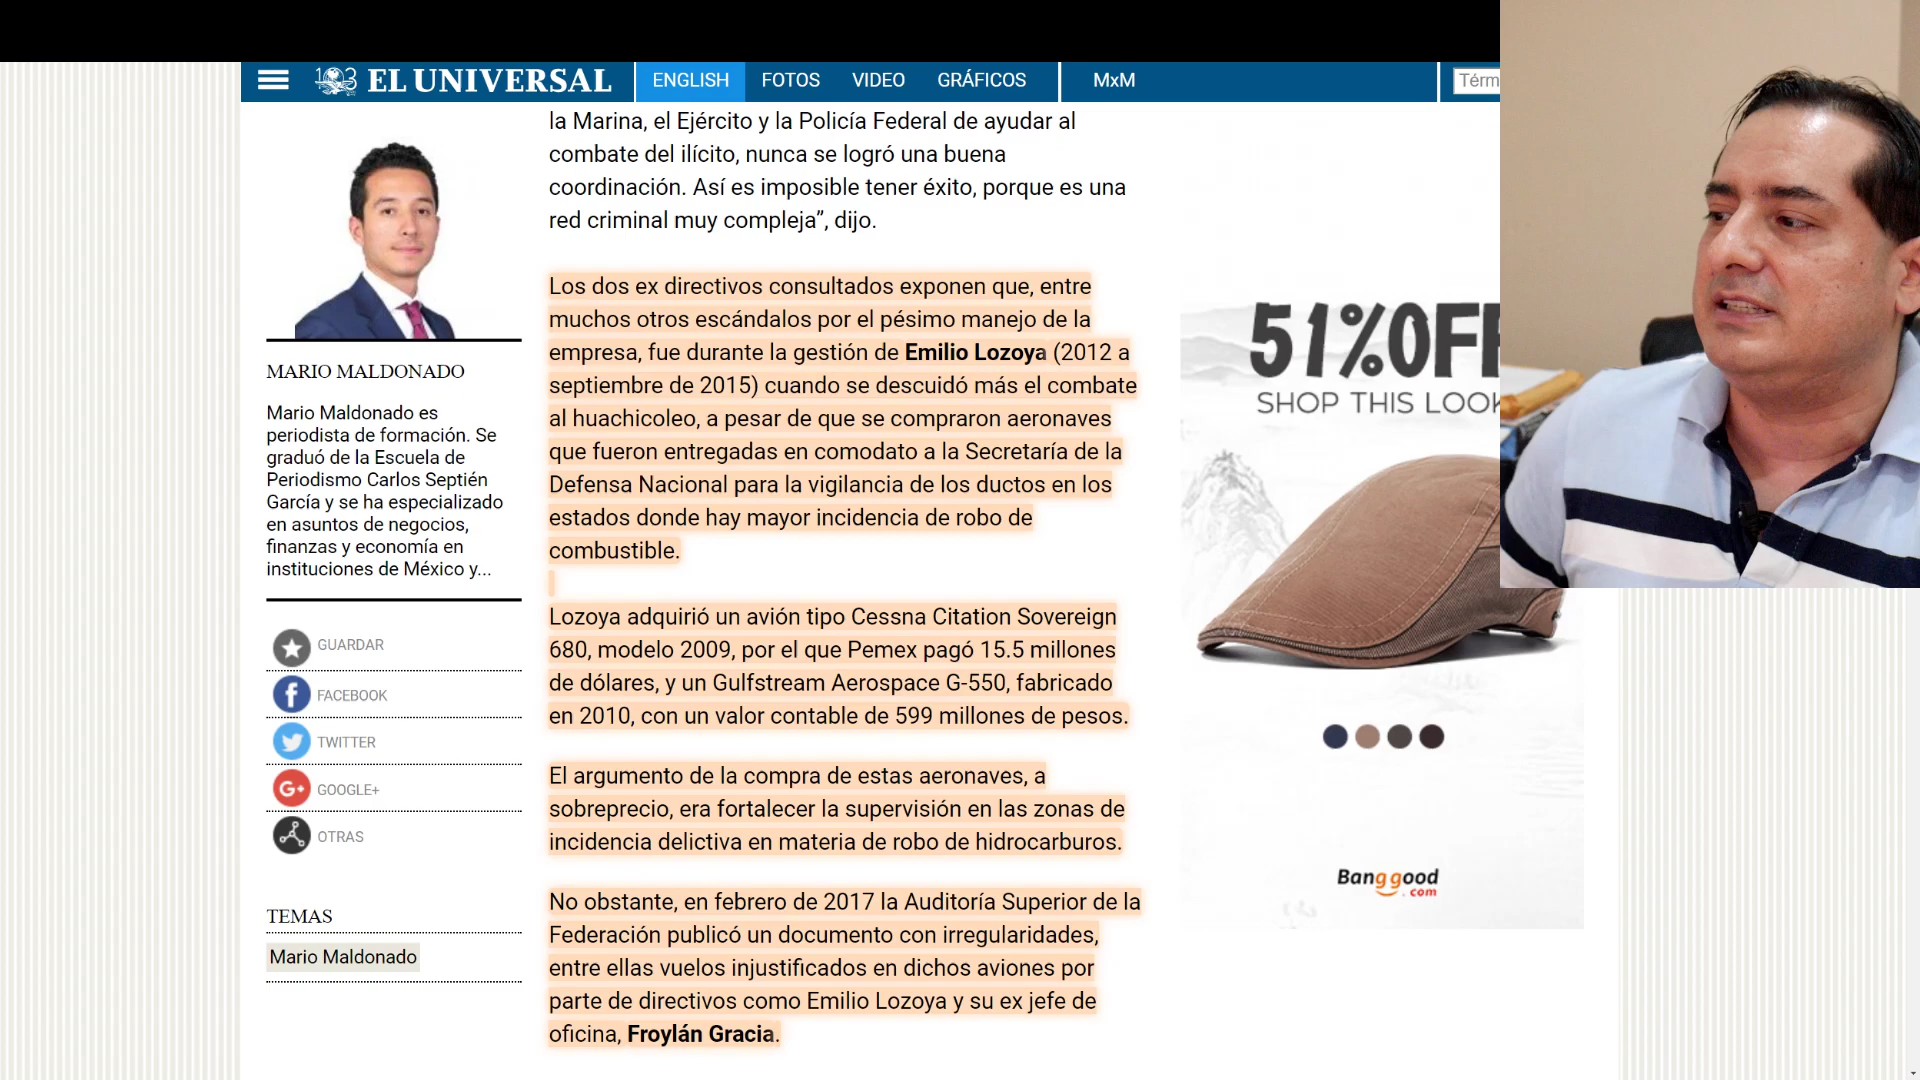 103 EL UNIVERSAL
ENGLISH
FOTOS
VIDEO
GRÁFICOS
MxM
Térm
MARIO MALDONADO
Mario Maldonado es
periodista de formación. Se
graduó de la Escuela de
Periodismo Carlos Septién
García y se ha especializado
en asuntos de negocios,
finanzas y economía en
instituciones de México y...
GUARDAR
FACEBOOK
TWITTER
G+ GOOGLE+
OTRAS
TEMAS
Mario Maldonado
la Marina, el Ejército y la Policía Federal de ayudar al
combate del ilícito, nunca se logró una buena
coordinación. Así es imposible tener éxito, porque es una
red criminal muy compleja”, dijo.
Los dos ex directivos consultados exponen que, entre
muchos otros escándalos por el pésimo manejo de la
empresa, fue durante la gestión de Emilio Lozoya (2012 a
septiembre de 2015) cuando se descuidó más el combate
al huachicoleo, a pesar de que se compraron aeronaves
que fueron entregadas en comodato a la Secretaría de la
Defensa Nacional para la vigilancia de los ductos en los
estados donde hay mayor incidencia de robo de
combustible.
Lozoya adquirió un avión tipo Cessna Citation Sovereign
680, modelo 2009, por el que Pemex pagó 15.5 millones
de dólares, y un Gulfstream Aerospace G-550, fabricado
en 2010, con un valor contable de 599 millones de pesos.
El argumento de la compra de estas aeronaves, a
sobreprecio, era fortalecer la supervisión en las zonas de
incidencia delictiva en materia de robo de hidrocarburos.
No obstante, en febrero de 2017 la Auditoría Superior de la
Federación publicó un documento con irregularidades,
entre ellas vuelos injustificados en dichos aviones por
parte de directivos como Emilio Lozoya y su ex jefe de
oficina, Froylán Gracia.
51%OFF
SHOP THIS LOOK
Banggood
.com